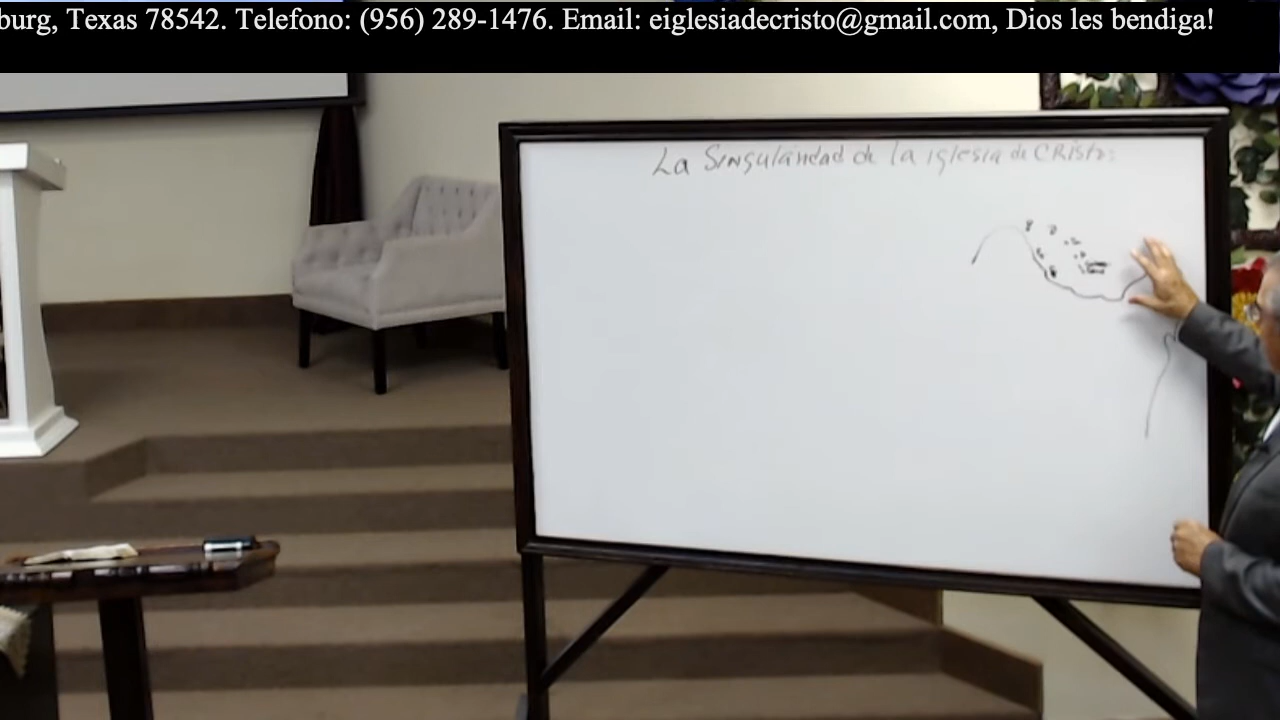 burg, Texas 78542. Telefono: (956) 289-1476. Email: eiglesiadecristo@gmail.com, Dios les bendiga!
La Singularidad de la iglesia de CRisto: